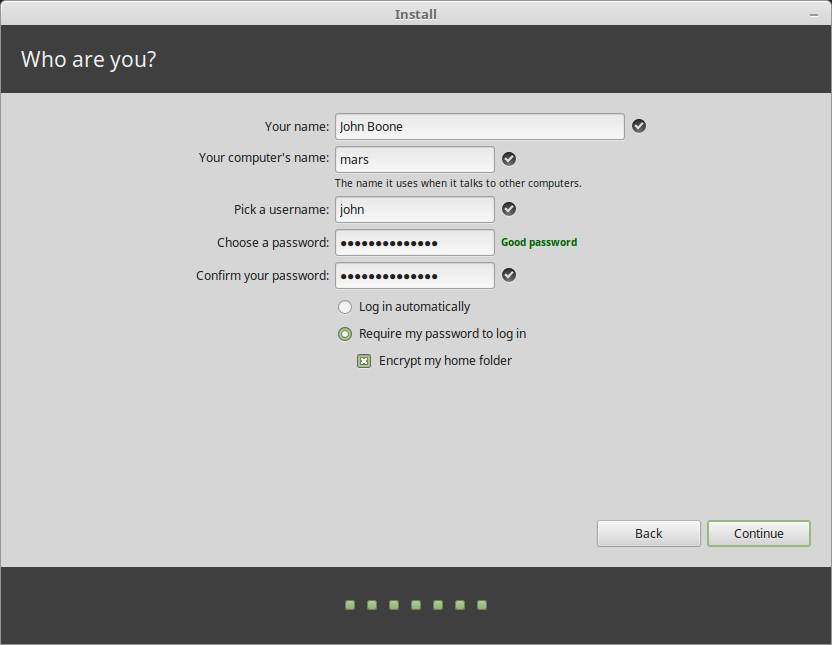 Install
Who are you?
Your name: John Boone
Your computer's name: mars
The name it uses when it talks to other computers.
Pick a username: john
Choose a password: ●●●●●●●●●●●●●● Good password
Confirm your password: ●●●●●●●●●●●●●●
Log in automatically
Require my password to log in
Encrypt my home folder
Back Continue